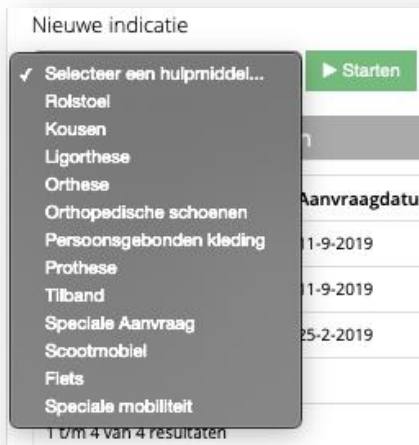 Nieuwe indicatie
✓ Selecteer een hulpmiddel...
▶ Starten
Rolstoel
Kousen
Ligorthese
n
Orthese
Orthopedische schoenen
Aanvraagdatu
Persoonsgebonden kleding
11-9-2019
Prothese
Tilband
11-9-2019
Speciale Aanvraag
25-2-2019
Scootmobiel
Fiets
Speciale mobiliteit
1 t/m 4 van 4 resultaten